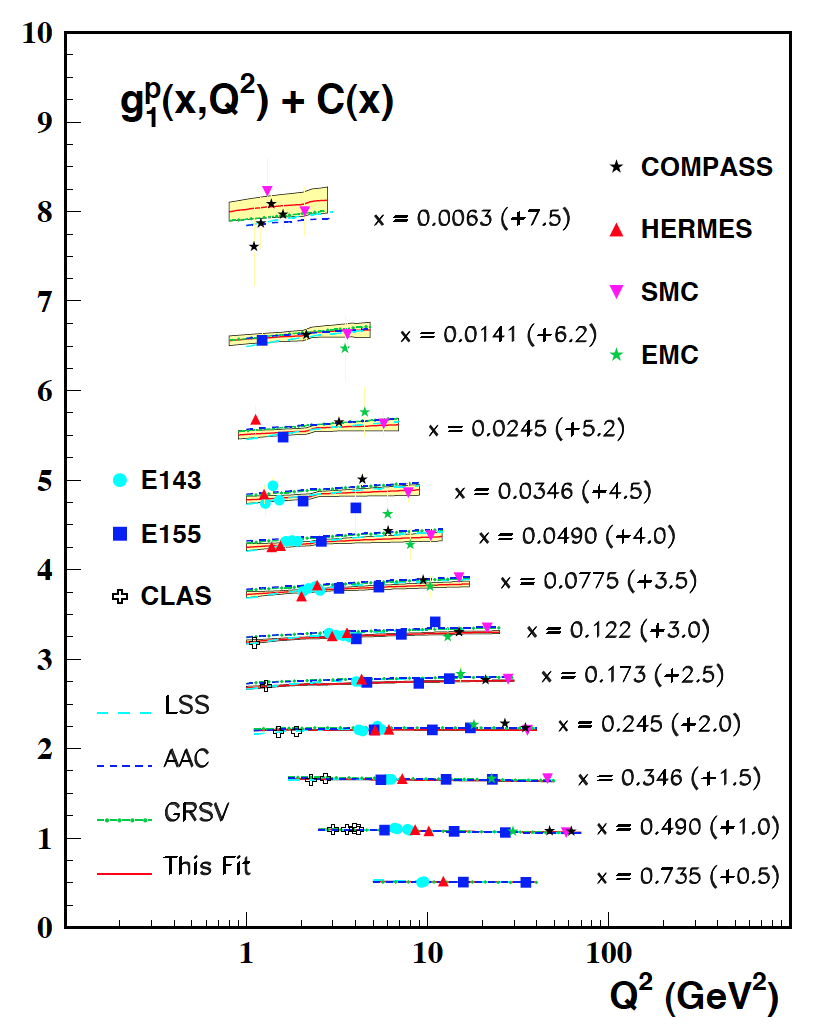 10
g₁ᵖ(x,Q²) + C(x)
9
COMPASS
8
x = 0.0063 (+7.5)
HERMES
SMC
7
x = 0.0141 (+6.2)
EMC
6
x = 0.0245 (+5.2)
5
E143
x = 0.0346 (+4.5)
E155
x = 0.0490 (+4.0)
4
x = 0.0775 (+3.5)
CLAS
x = 0.122 (+3.0)
3
x = 0.173 (+2.5)
LSS
x = 0.245 (+2.0)
2
AAC
x = 0.346 (+1.5)
GRSV
x = 0.490 (+1.0)
1
This Fit
x = 0.735 (+0.5)
0
1 10 100
Q² (GeV²)